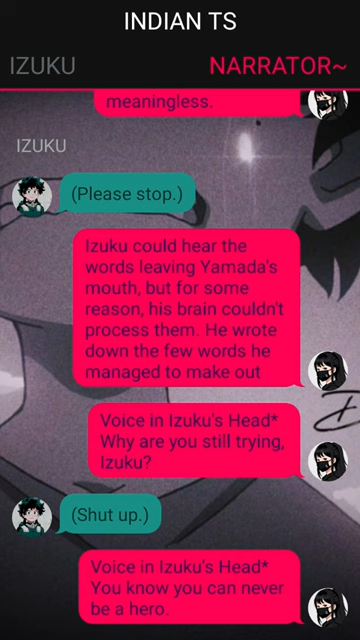 INDIAN TS
IZUKU
NARRATOR~
meaningless.
IZUKU
(Please stop.)
Izuku could hear the
words leaving Yamada's
mouth, but for some
reason, his brain couldn't
process them. He wrote
down the few words he
managed to make out
Voice in Izuku's Head*
Why are you still trying,
Izuku?
(Shut up.)
Voice in Izuku's Head*
You know you can never
be a hero.